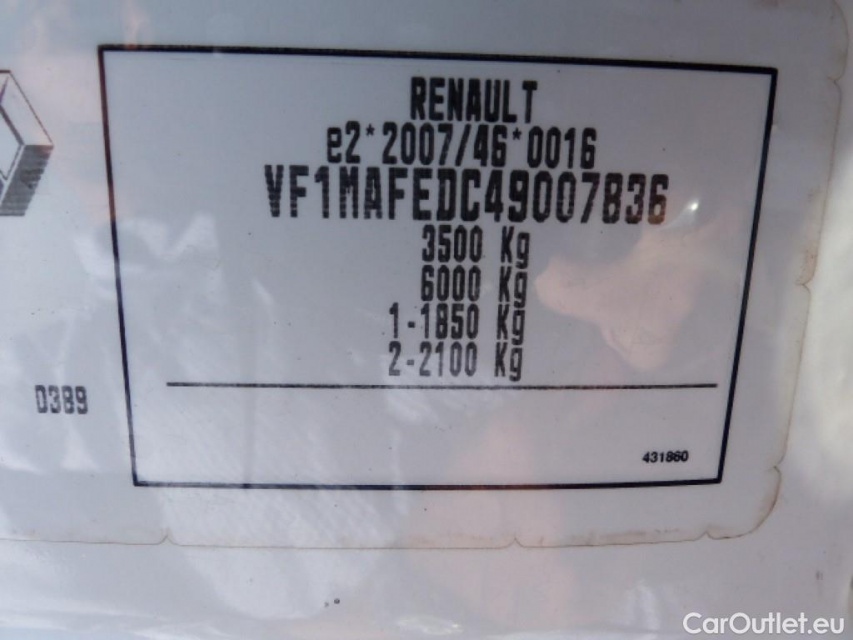 RENAULT
e2*2007/46*0016
VF1MAFEDC49007836
3500 Kg
6000 Kg
1-1850 Kg
2-2100 Kg
D389
431860
CarOutlet.eu